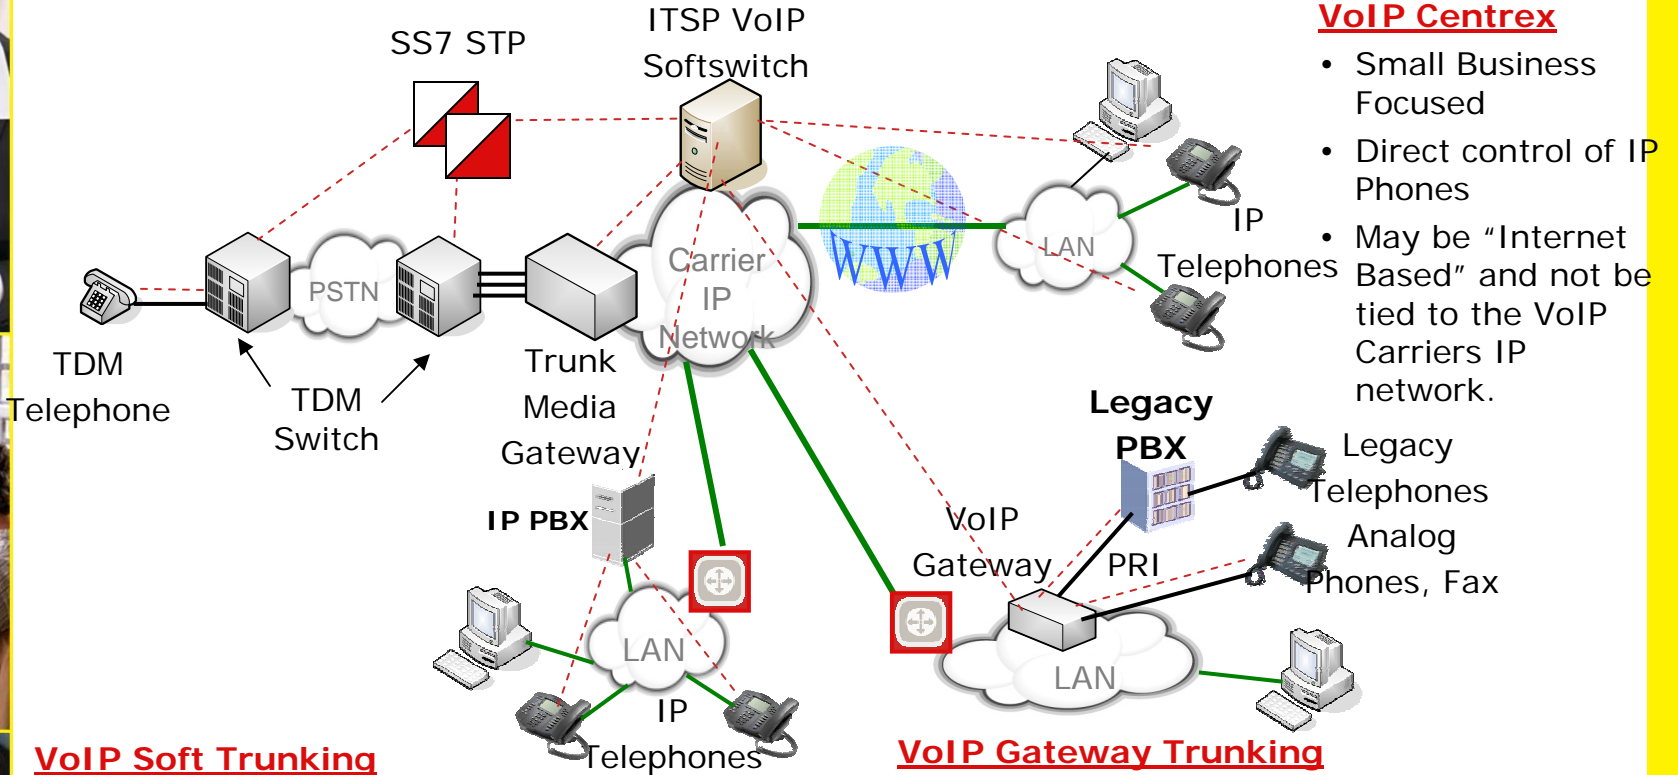 ITSP VoIP
Softswitch
SS7 STP
VoIP Centrex
• Small Business
Focused
• Direct control of IP
Phones
• May be “Internet
Based” and not be
tied to the VoIP
Carriers IP
network.
WWW
LAN
IP
Telephones
Carrier
IP
Network
PSTN
TDM
Telephone
TDM
Switch
Trunk
Media
Gateway
Legacy
PBX
Legacy
Telephones
IP PBX
VoIP
Gateway
PRI
Analog
Phones, Fax
LAN
LAN
IP
Telephones
VoIP Soft Trunking
VoIP Gateway Trunking